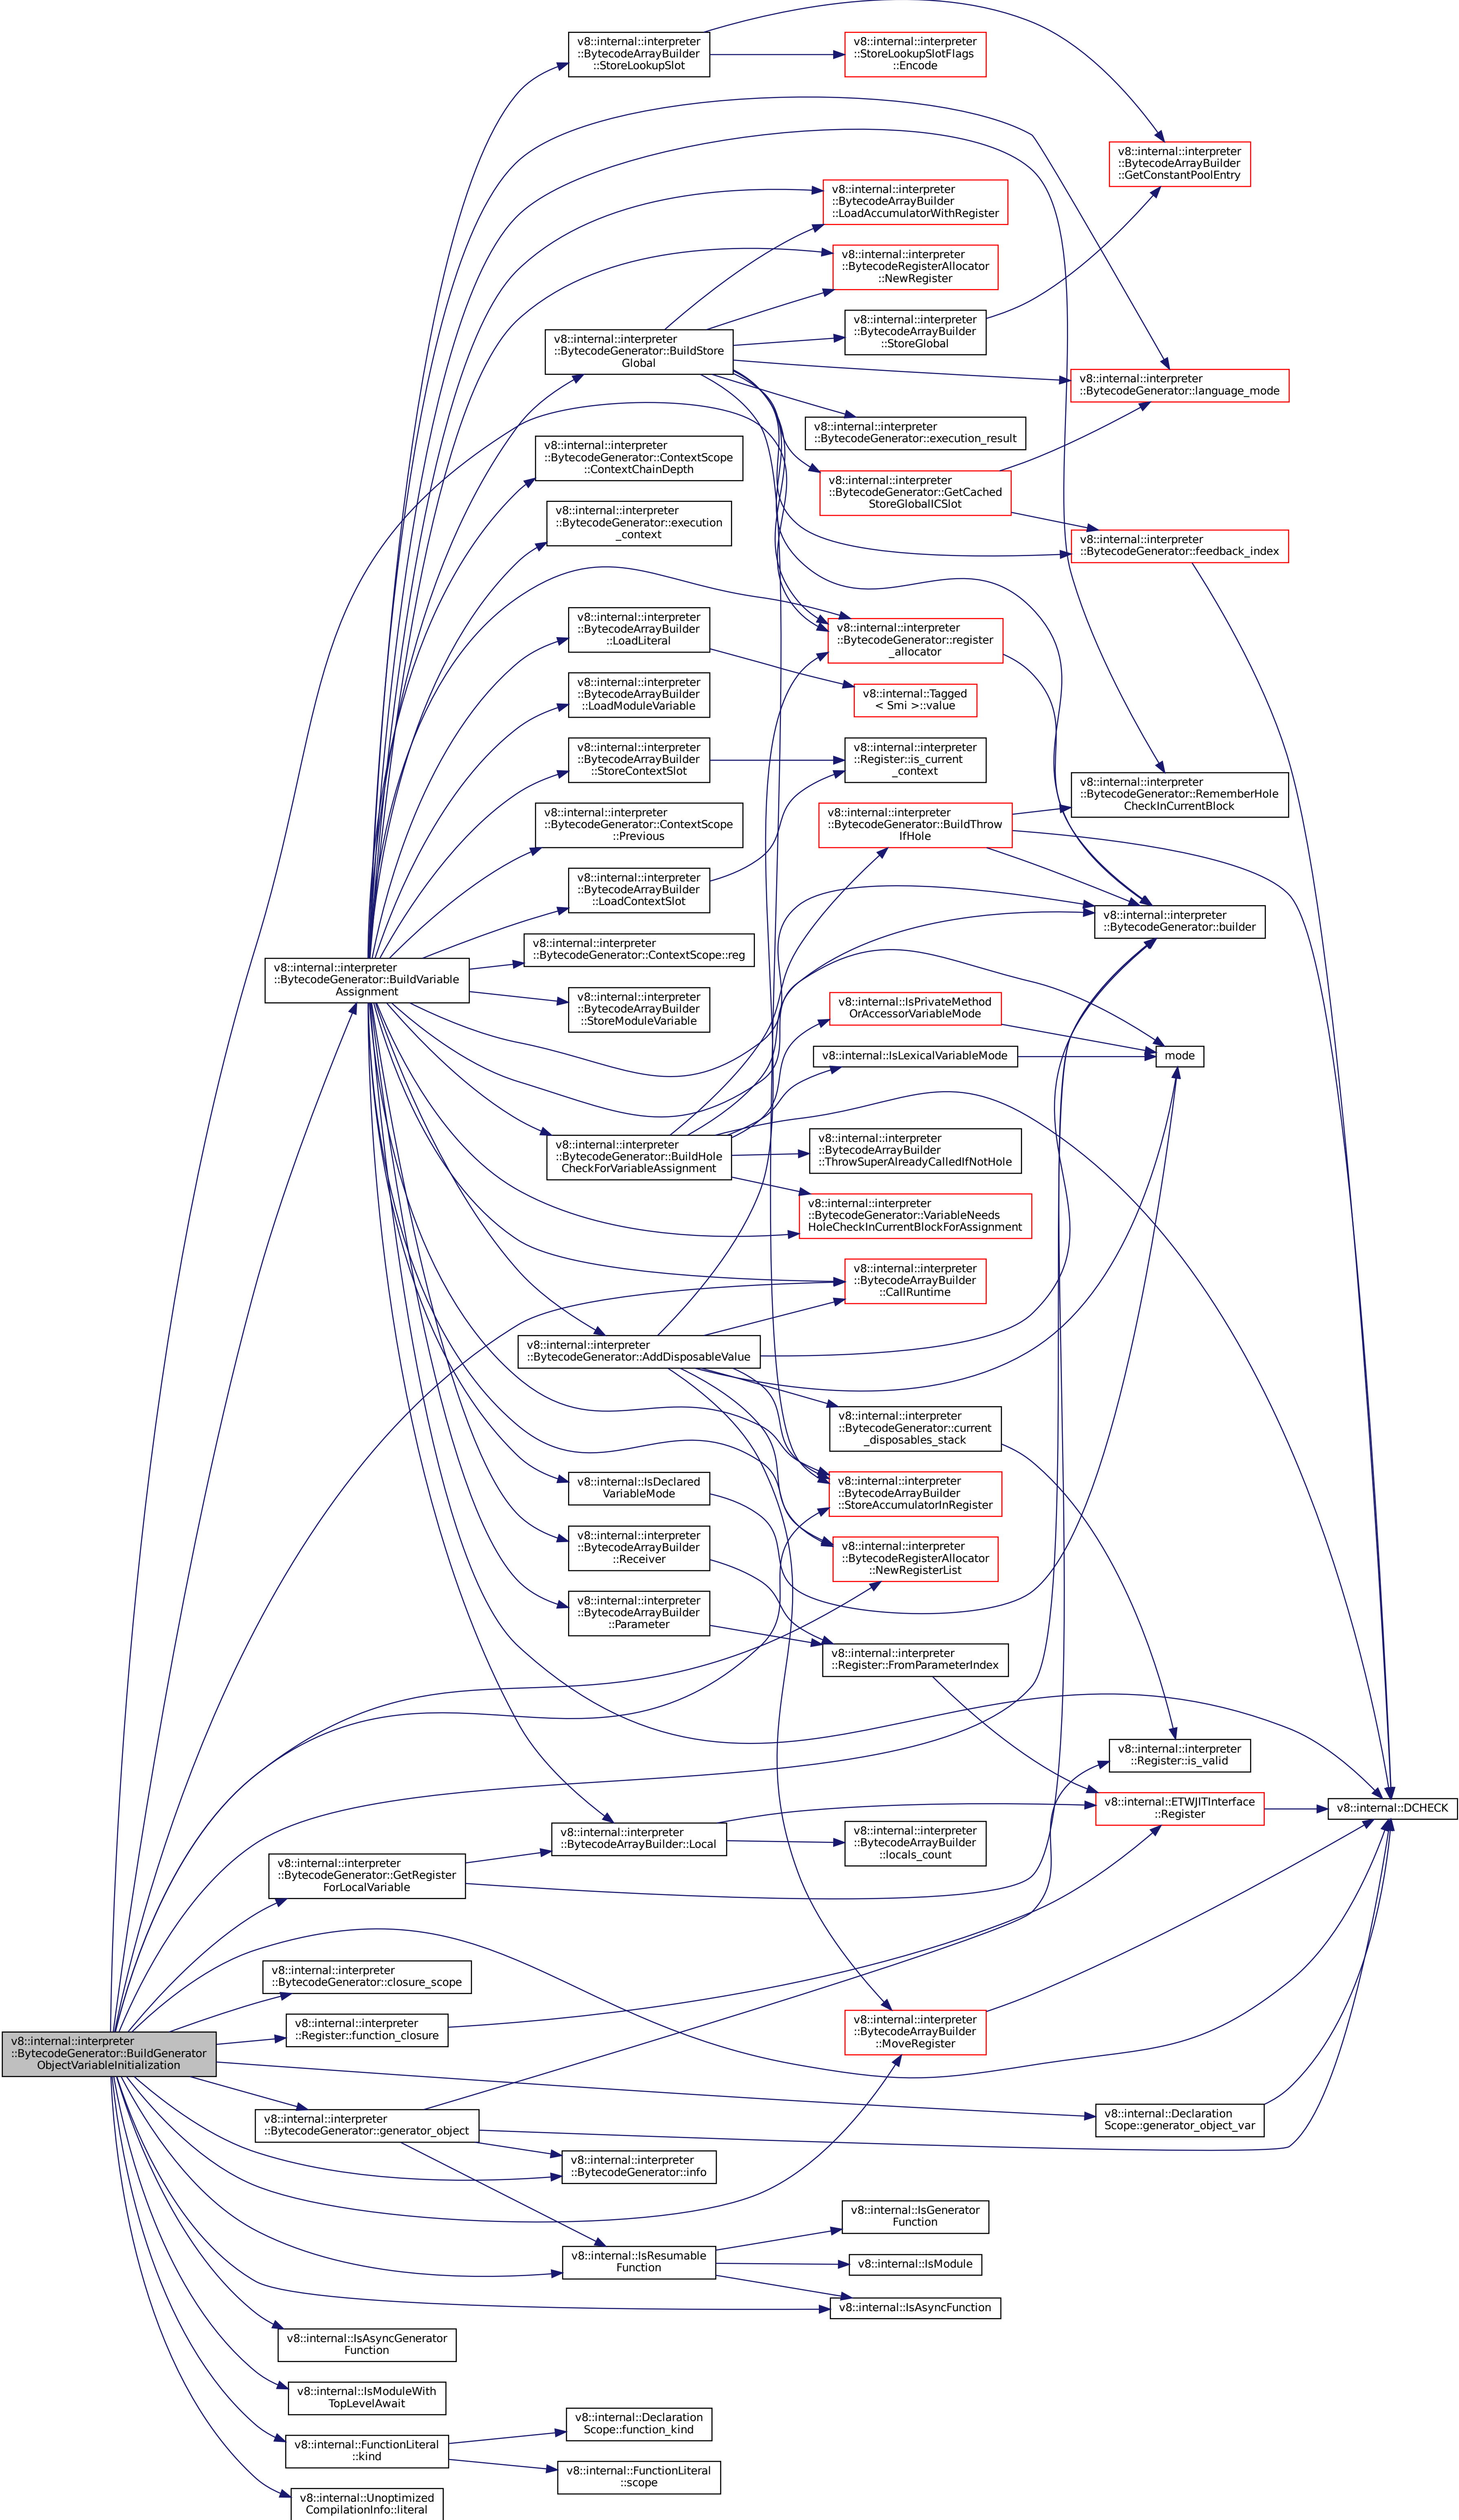 v8::internal::interpreter
::BytecodeArrayBuilder
::StoreLookupSlot
v8::internal::interpreter
::StoreLookupSlotFlags
::Encode
v8::internal::interpreter
::BytecodeArrayBuilder
::GetConstantPoolEntry
v8::internal::interpreter
::BytecodeArrayBuilder
::LoadAccumulatorWithRegister
v8::internal::interpreter
::BytecodeRegisterAllocator
::NewRegister
v8::internal::interpreter
::BytecodeArrayBuilder
::StoreGlobal
v8::internal::interpreter
::BytecodeGenerator::BuildStore
Global
v8::internal::interpreter
::BytecodeGenerator::language_mode
v8::internal::interpreter
::BytecodeGenerator::execution_result
v8::internal::interpreter
::BytecodeGenerator::ContextScope
::ContextChainDepth
v8::internal::interpreter
::BytecodeGenerator::GetCached
StoreGlobalICSlot
v8::internal::interpreter
::BytecodeGenerator::execution
_context
v8::internal::interpreter
::BytecodeGenerator::feedback_index
v8::internal::interpreter
::BytecodeArrayBuilder
::LoadLiteral
v8::internal::interpreter
::BytecodeGenerator::register
_allocator
v8::internal::interpreter
::BytecodeArrayBuilder
::LoadModuleVariable
v8::internal::Tagged
< Smi >::value
v8::internal::interpreter
::BytecodeArrayBuilder
::StoreContextSlot
v8::internal::interpreter
::Register::is_current
_context
v8::internal::interpreter
::BytecodeGenerator::RememberHole
CheckInCurrentBlock
v8::internal::interpreter
::BytecodeGenerator::ContextScope
::Previous
v8::internal::interpreter
::BytecodeGenerator::BuildThrow
IfHole
v8::internal::interpreter
::BytecodeArrayBuilder
::LoadContextSlot
v8::internal::interpreter
::BytecodeGenerator::builder
v8::internal::interpreter
::BytecodeGenerator::ContextScope::reg
v8::internal::interpreter
::BytecodeGenerator::BuildVariable
Assignment
v8::internal::interpreter
::BytecodeArrayBuilder
::StoreModuleVariable
v8::internal::IsPrivateMethod
OrAccessorVariableMode
v8::internal::IsLexicalVariableMode
mode
v8::internal::interpreter
::BytecodeGenerator::BuildHole
CheckForVariableAssignment
v8::internal::interpreter
::BytecodeArrayBuilder
::ThrowSuperAlreadyCalledIfNotHole
v8::internal::interpreter
::BytecodeGenerator::VariableNeeds
HoleCheckInCurrentBlockForAssignment
v8::internal::interpreter
::BytecodeArrayBuilder
::CallRuntime
v8::internal::interpreter
::BytecodeGenerator::AddDisposableValue
v8::internal::interpreter
::BytecodeGenerator::current
_disposables_stack
v8::internal::IsDeclared
VariableMode
v8::internal::interpreter
::BytecodeArrayBuilder
::StoreAccumulatorInRegister
v8::internal::interpreter
::BytecodeArrayBuilder
::Receiver
v8::internal::interpreter
::BytecodeRegisterAllocator
::NewRegisterList
v8::internal::interpreter
::BytecodeArrayBuilder
::Parameter
v8::internal::interpreter
::Register::FromParameterIndex
v8::internal::interpreter
::Register::is_valid
v8::internal::ETWJITInterface
::Register
v8::internal::DCHECK
v8::internal::interpreter
::BytecodeArrayBuilder::Local
v8::internal::interpreter
::BytecodeArrayBuilder
::locals_count
v8::internal::interpreter
::BytecodeGenerator::GetRegister
ForLocalVariable
v8::internal::interpreter
::BytecodeGenerator::closure_scope
v8::internal::interpreter
::Register::function_closure
v8::internal::interpreter
::BytecodeArrayBuilder
::MoveRegister
v8::internal::interpreter
::BytecodeGenerator::BuildGenerator
ObjectVariableInitialization
v8::internal::interpreter
::BytecodeGenerator::generator_object
v8::internal::Declaration
Scope::generator_object_var
v8::internal::interpreter
::BytecodeGenerator::info
v8::internal::IsGenerator
Function
v8::internal::IsResumable
Function
v8::internal::IsModule
v8::internal::IsAsyncFunction
v8::internal::IsAsyncGenerator
Function
v8::internal::IsModuleWith
TopLevelAwait
v8::internal::FunctionLiteral
::kind
v8::internal::Declaration
Scope::function_kind
v8::internal::FunctionLiteral
::scope
v8::internal::Unoptimized
CompilationInfo::literal